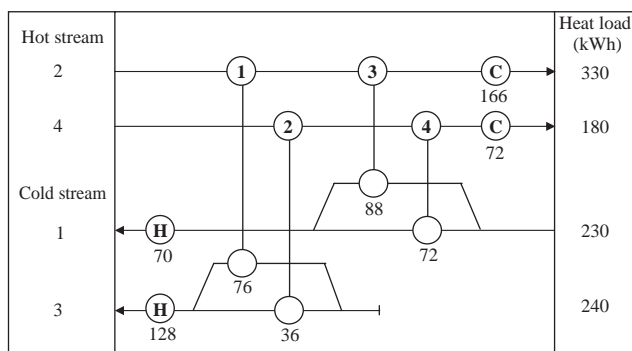 Hot stream
Heat load
(kWh)
2 1 3 C 330
166
4 2 4 C 180
72
Cold stream
88
1 H 230
70 72
76
3 H 240
128 36